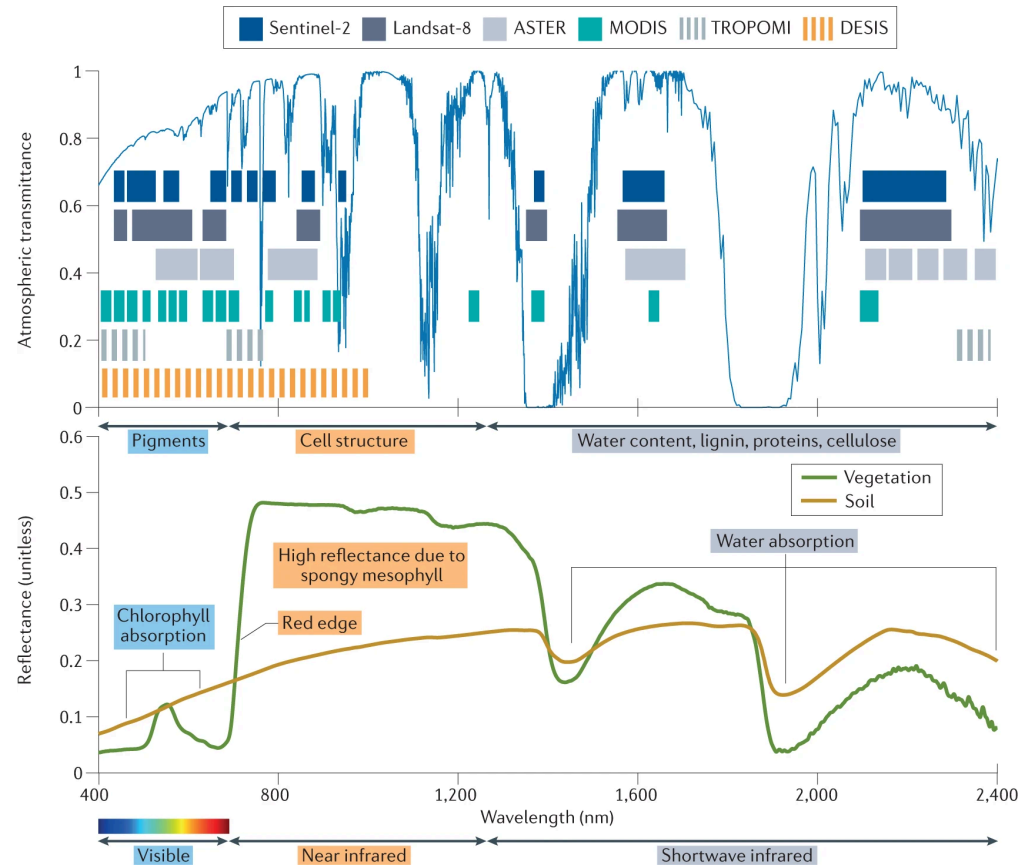 Sentinel-2 Landsat-8 ASTER MODIS TROPOMI DESIS
Atmospheric transmittance
1
0.8
0.6
0.4
0.2
0
Pigments Cell structure Water content, lignin, proteins, cellulose
Reflectance (unitless)
0.6
0.5
0.4
0.3
0.2
0.1
0
Vegetation
Soil
Water absorption
High reflectance due to
spongy mesophyll
Chlorophyll
absorption
Red edge
400 800 1,200 1,600 2,000 2,400
Wavelength (nm)
Visible Near infrared Shortwave infrared